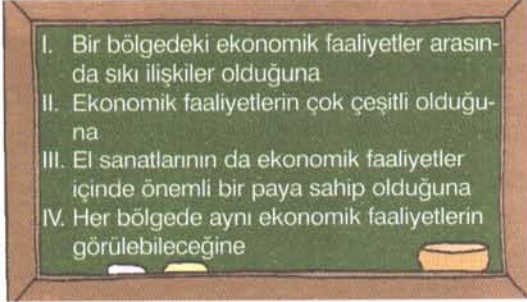 I. Bir bölgedeki ekonomik faaliyetler arasın-
da sıkı ilişkiler olduğuna
II. Ekonomik faaliyetlerin çok çeşitli olduğu-
na
III. El sanatlarının da ekonomik faaliyetler
içinde önemli bir paya sahip olduğuna
IV. Her bölgede aynı ekonomik faaliyetlerin
görülebileceğine